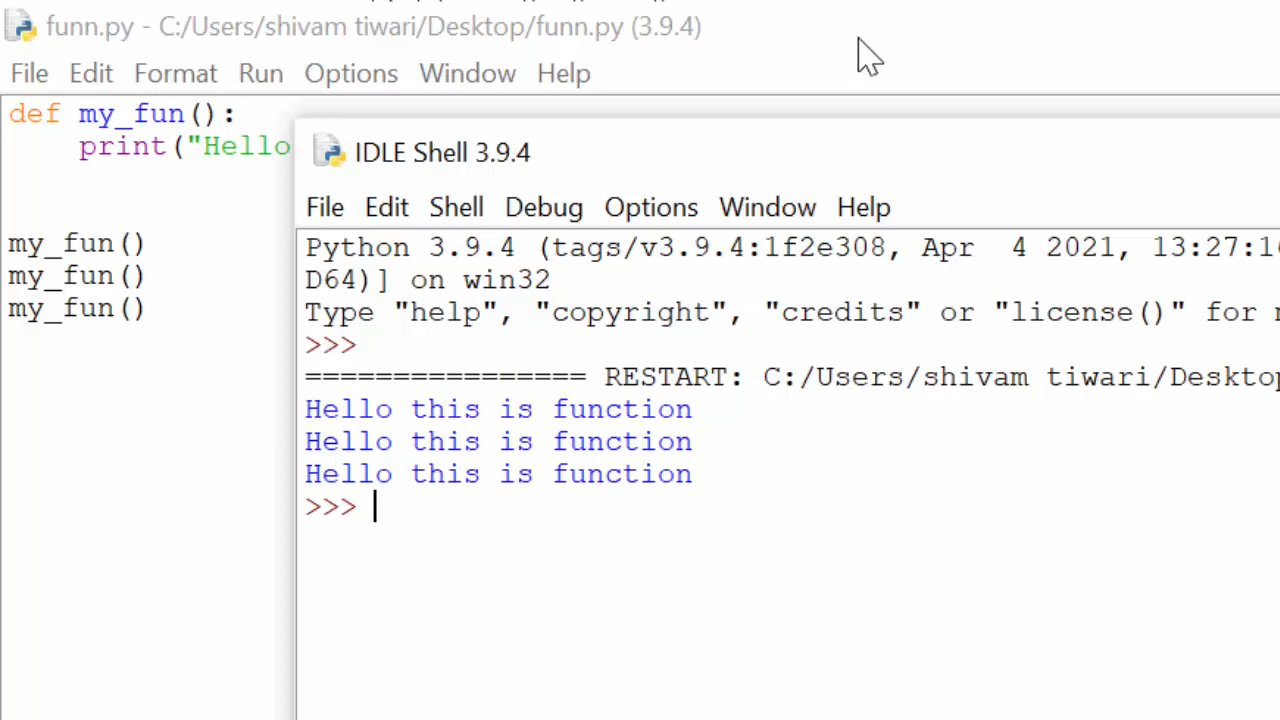 funn.py - C:/Users/shivam tiwari/Desktop/funn.py (3.9.4)
File Edit Format Run Options Window Help
def my_fun():
print("Hello
my_fun()
my_fun()
my_fun()
IDLE Shell 3.9.4
File Edit Shell Debug Options Window Help
Python 3.9.4 (tags/v3.9.4:1f2e308, Apr  4 2021, 13:27:16
D64)] on win32
Type "help", "copyright", "credits" or "license()" for
>>>
================ RESTART: C:/Users/shivam tiwari/Desktop
Hello this is function
Hello this is function
Hello this is function
>>>